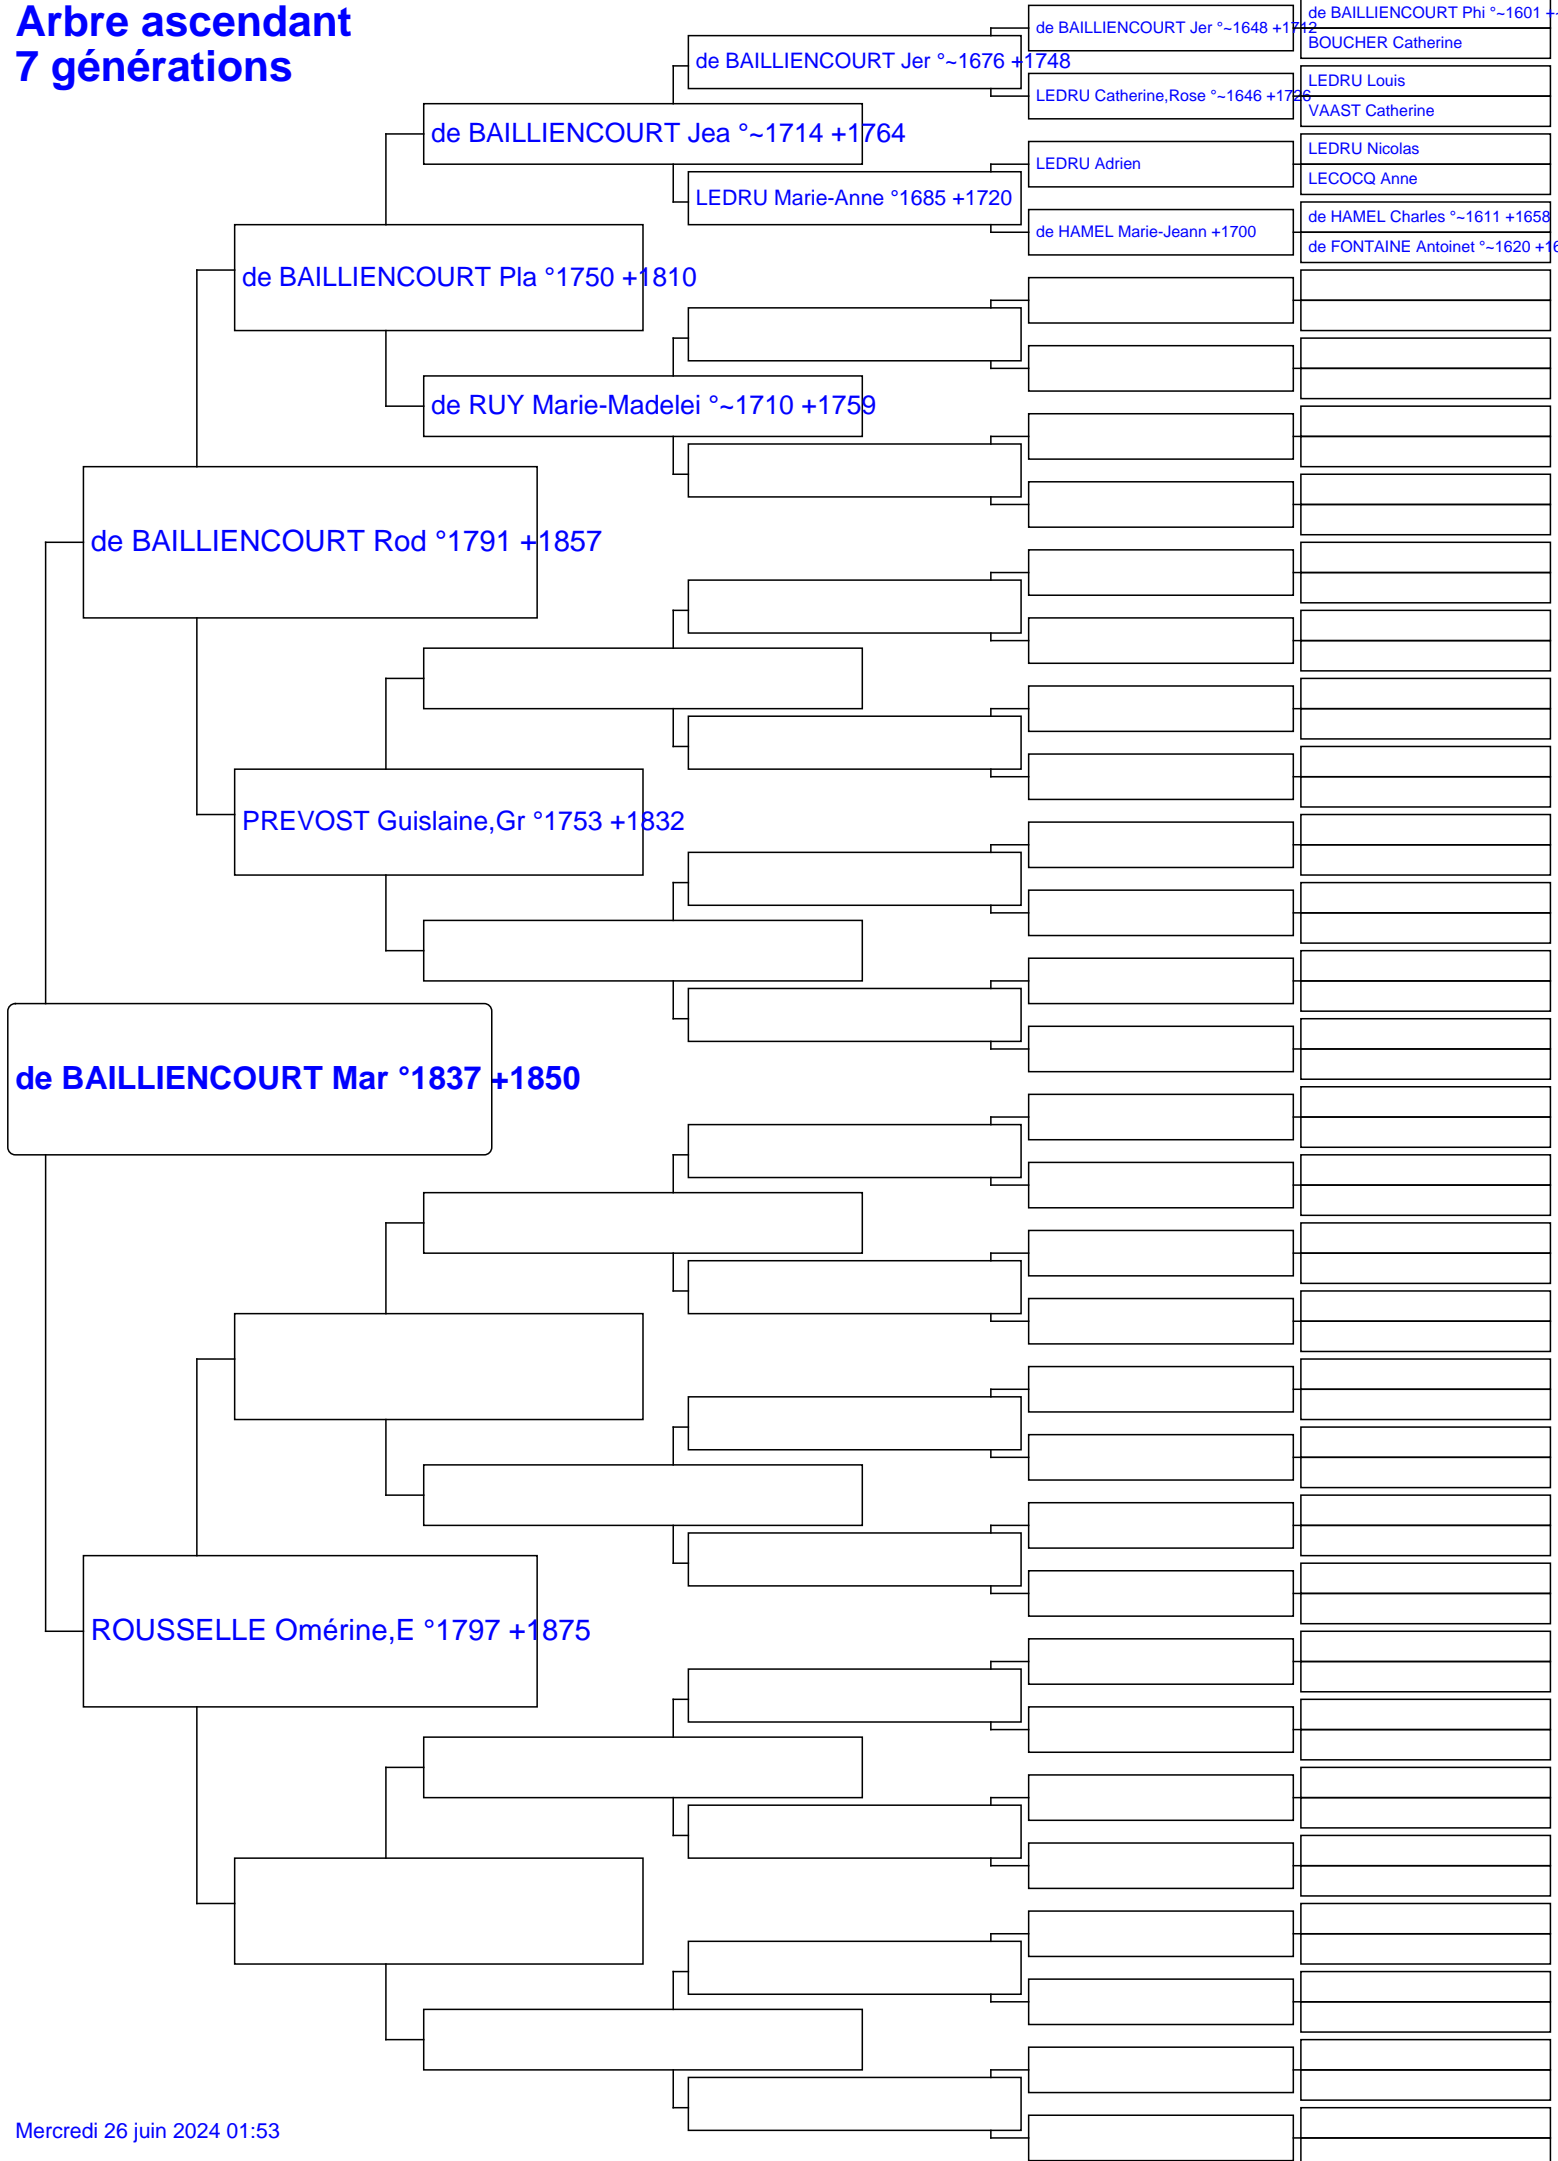 Arbre ascendant
7 générations
de BAILLIENCOURT Phi °~1601 +
de BAILLIENCOURT Jer °~1648 +1712
BOUCHER Catherine
de BAILLIENCOURT Jer °~1676 +1748
LEDRU Louis
LEDRU Catherine,Rose °~1646 +1726
VAAST Catherine
de BAILLIENCOURT Jea °~1714 +1764
LEDRU Nicolas
LEDRU Adrien
LECOCQ Anne
LEDRU Marie-Anne °1685 +1720
de HAMEL Charles °~1611 +1658
de HAMEL Marie-Jeann +1700
de FONTAINE Antoinet °~1620 +16
de BAILLIENCOURT Pla °1750 +1810
de RUY Marie-Madelei °~1710 +1759
de BAILLIENCOURT Rod °1791 +1857
PREVOST Guislaine,Gr °1753 +1832
de BAILLIENCOURT Mar °1837 +1850
ROUSSELLE Omérine,E °1797 +1875
Mercredi 26 juin 2024 01:53